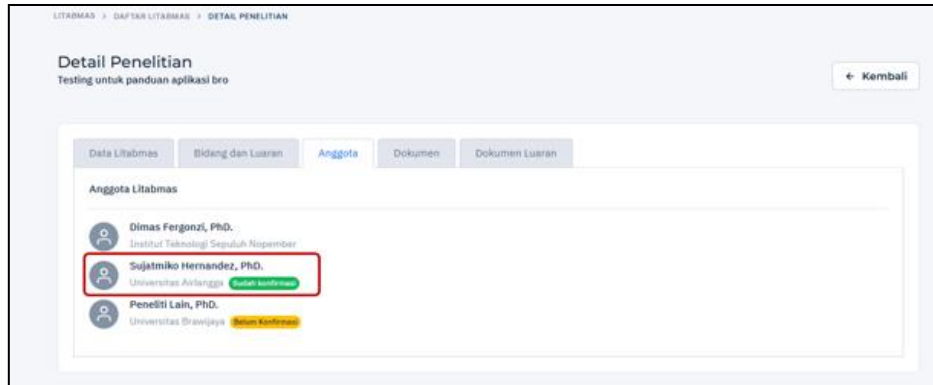 LITABMAS > DAFTAR LITABMAS > DETAIL PENELITIAN
Detail Penelitian
Testing untuk panduan aplikasi bro
← Kembali
Data Litabmas Bidang dan Luaran Anggota Dokumen Dokumen Luaran
Anggota Litabmas
Dimas Fergonzi, PhD.
Institut Teknologi Sepuluh Nopember
Sujatmiko Hernandez, PhD.
Universitas Airlangga Sudah konfirmasi
Peneliti Lain, PhD.
Universitas Brawijaya Belum Konfirmasi